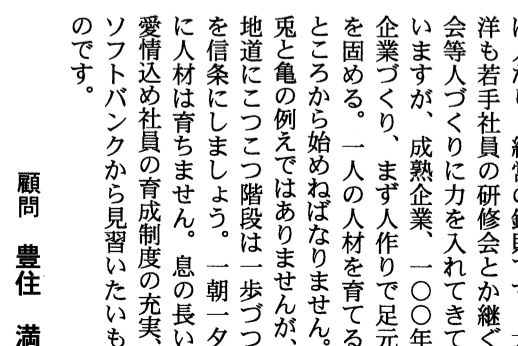 洋も若手社員の研修会とか継ぐ
会等人づくりに力を入れてきて
いますが、成熟企業、一〇〇年
企業づくり、まず人作りで足元
を固める。一人の人材を育てる
ところから始めねばなりません。
兎と亀の例えではありませんが、
地道にこつこつ階段は一歩づつ
を信条にしましょう。一朝一夕
に人材は育ちません。息の長い
愛情込め社員の育成制度の充実、
ソフトバンクから見習いたいも
のです。
顧問 豊住 満